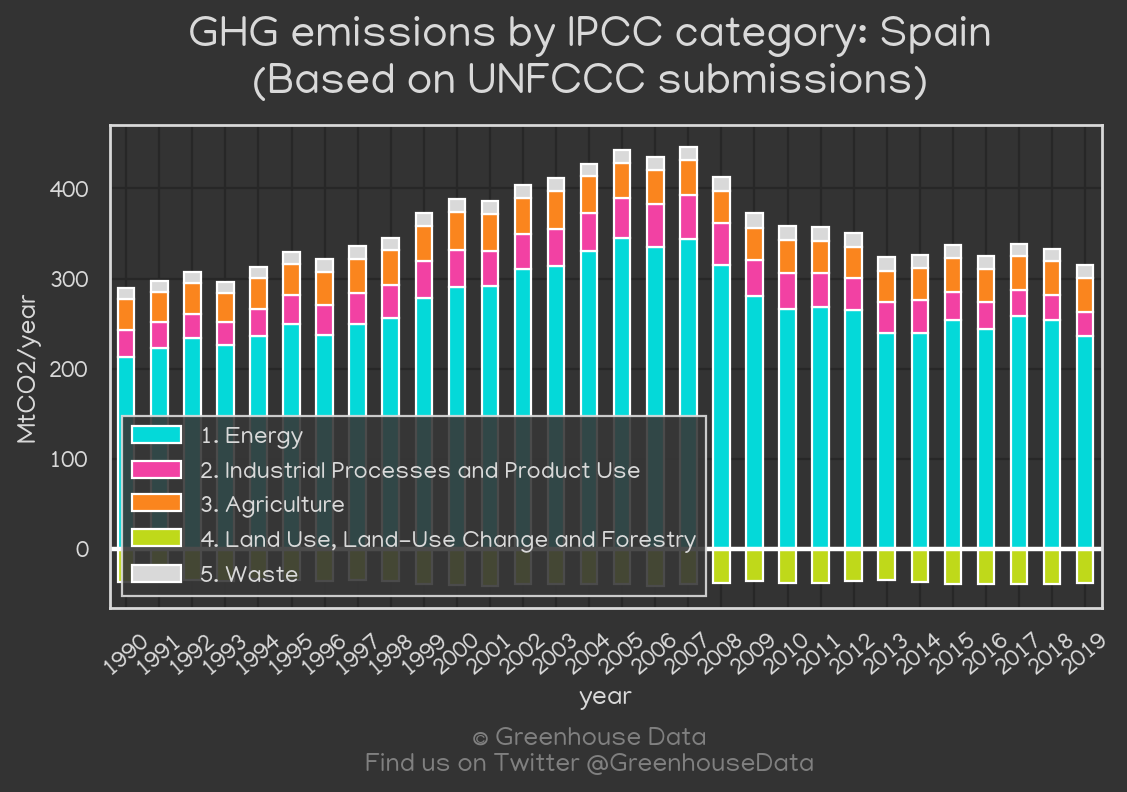 GHG emissions by IPCC category: Spain
(Based on UNFCCC submissions)
MtCO2/year
400
300
200
100
0
1. Energy
2. Industrial Processes and Product Use
3. Agriculture
4. Land Use, Land-Use Change and Forestry
5. Waste
1990 1991 1992 1993 1994 1995 1996 1997 1998 1999 2000 2001 2002 2003 2004 2005 2006 2007 2008 2009 2010 2011 2012 2013 2014 2015 2016 2017 2018 2019
year
© Greenhouse Data
Find us on Twitter @GreenhouseData